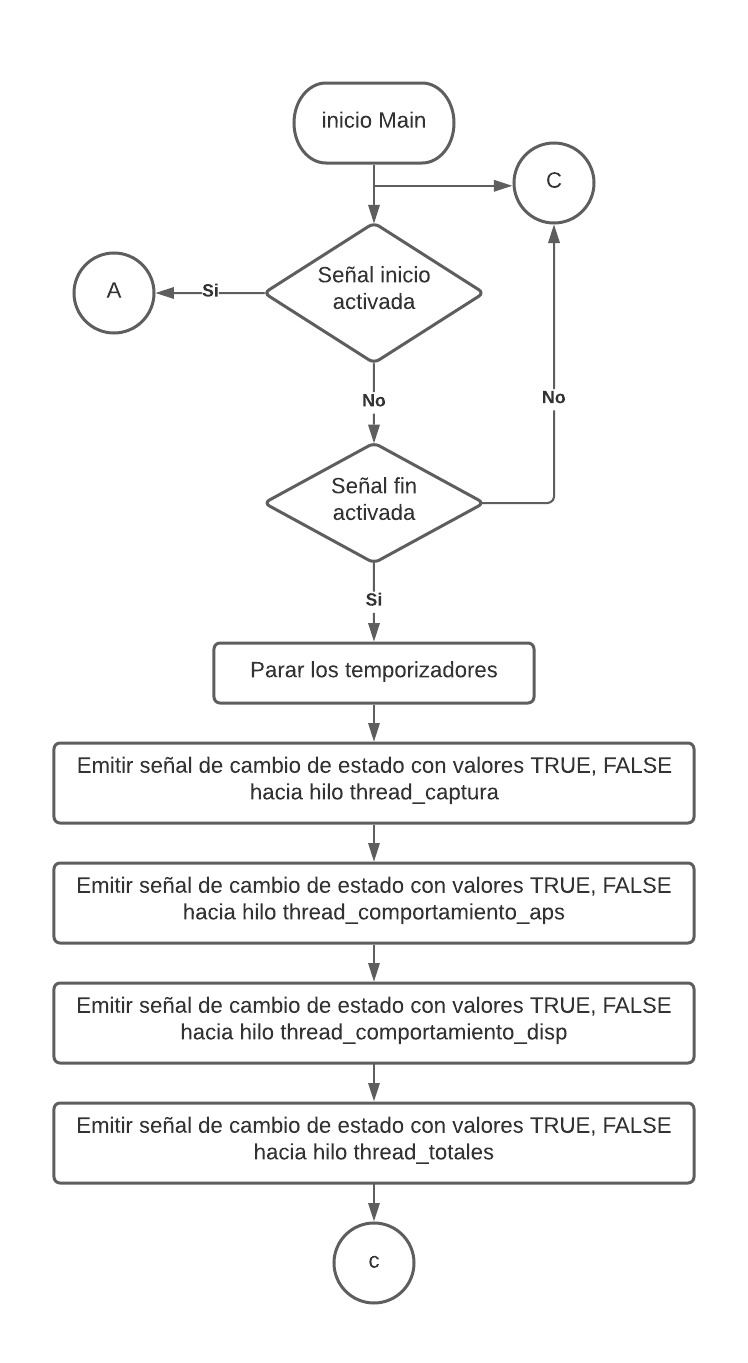 inicio Main
C
Señal inicio
activada
Si
A
No
No
Señal fin
activada
Si
Parar los temporizadores
Emitir señal de cambio de estado con valores TRUE, FALSE
hacia hilo thread_captura
Emitir señal de cambio de estado con valores TRUE, FALSE
hacia hilo thread_comportamiento_aps
Emitir señal de cambio de estado con valores TRUE, FALSE
hacia hilo thread_comportamiento_disp
Emitir señal de cambio de estado con valores TRUE, FALSE
hacia hilo thread_totales
c